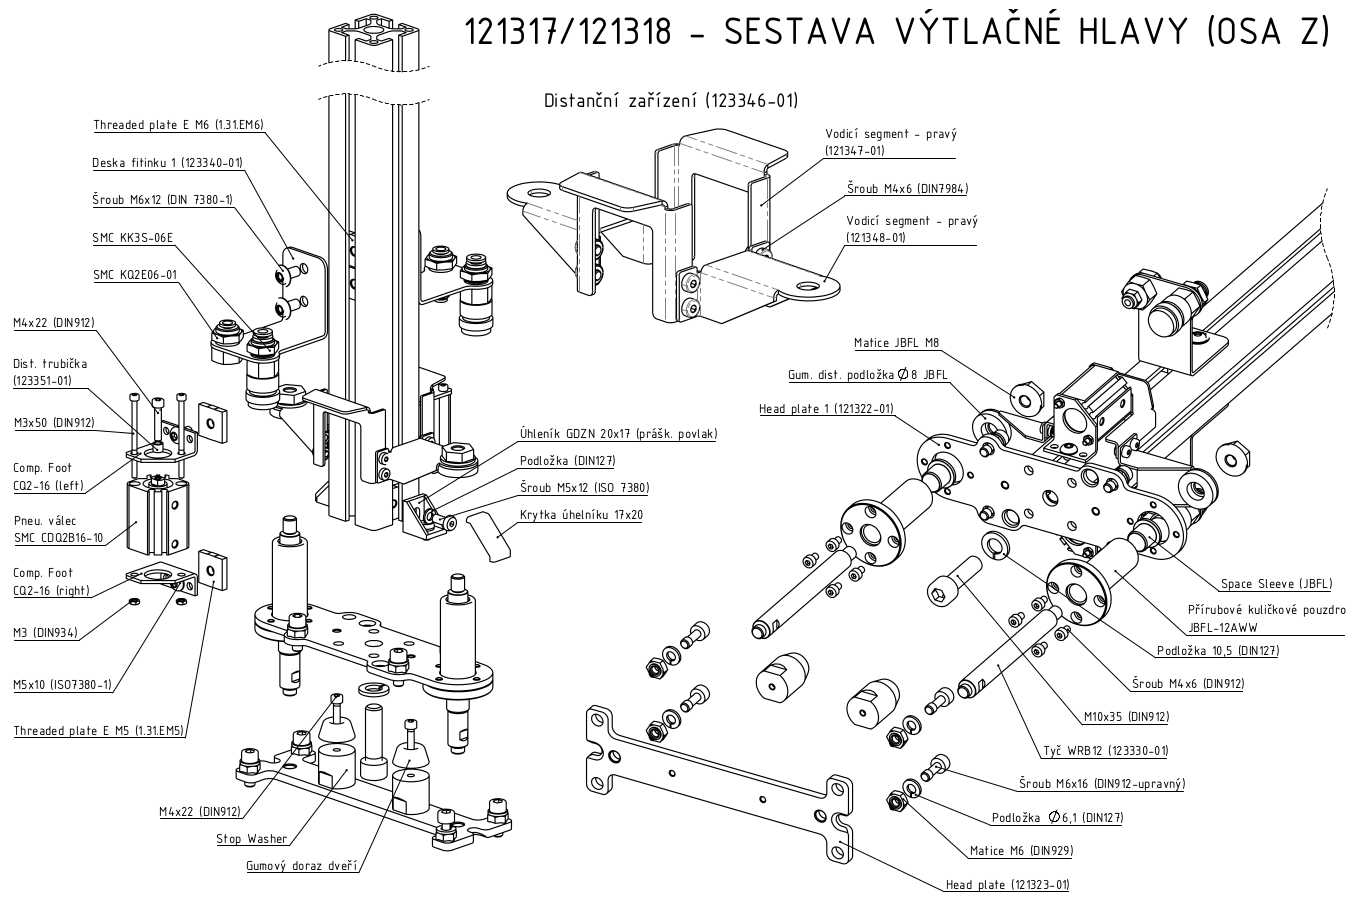 121317/121318 - SESTAVA VÝTLAČNÉ HLAVY (OSA Z)
Distanční zařízení (123346-01)
Threaded plate E M6 (1.31.EM6)
Deska fitinku 1 (123340-01)
Šroub M6x12 (DIN 7380-1)
SMC KK3S-06E
SMC KQ2E06-01
M4x22 (DIN912)
Dist. trubička
(123351-01)
M3x50 (DIN912)
Comp. Foot
CQ2-16 (left)
Pneu. válec
SMC CDQ2B16-10
Comp. Foot
CQ2-16 (right)
M3 (DIN934)
M5x10 (ISO7380-1)
Threaded plate E M5 (1.31.EM5)
M4x22 (DIN912)
Stop Washer
Gumový doraz dveří
Úhleník GDZN 20x17 (prášk. povlak)
Podložka (DIN127)
Šroub M5x12 (ISO 7380)
Krytka úhelníku 17x20
Vodicí segment - pravý
(121347-01)
Šroub M4x6 (DIN7984)
Vodicí segment - pravý
(121348-01)
Matice JBFL M8
Gum. dist. podložka Ø8 JBFL
Head plate 1 (121322-01)
Space Sleeve (JBFL)
Přírubové kuličkové pouzdro
JBFL-12AWW
Podložka 10,5 (DIN127)
Šroub M4x6 (DIN912)
M10x35 (DIN912)
Tyč WRB12 (123330-01)
Šroub M6x16 (DIN912-upravný)
Podložka Ø6,1 (DIN127)
Matice M6 (DIN929)
Head plate (121323-01)